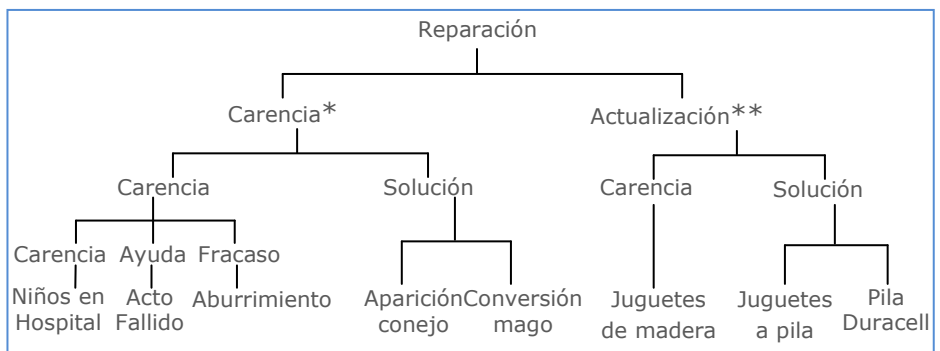 Reparación
Carencia* Actualización**
Carencia Solución Carencia Solución
Carencia Ayuda Fracaso
Niños en Hospital Acto Fallido Aburrimiento Aparición conejo Conversión mago Juguetes de madera Juguetes a pila Pila Duracell